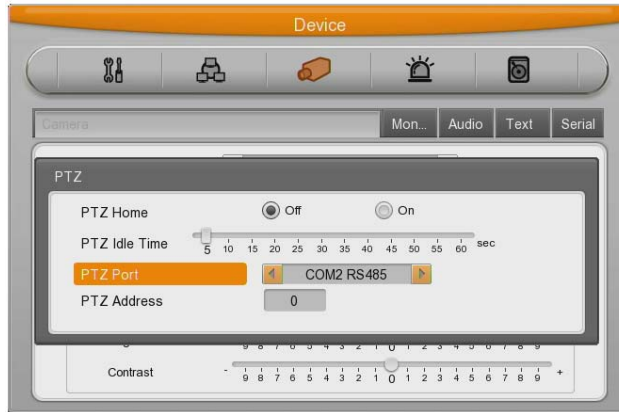 Device
Camera
Mon... Audio Text Serial
PTZ
PTZ Home Off On
PTZ Idle Time 5 10 15 20 25 30 35 40 45 50 55 60 sec
PTZ Port COM2 RS485
PTZ Address 0
Contrast - 9 8 7 6 4 3 2 1 0 1 2 3 4 5 6 7 8 9 +